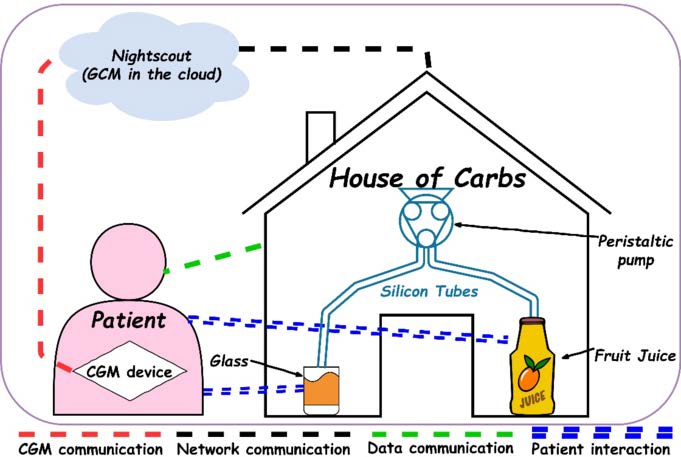 Nightscout
(GCM in the cloud)
House of Carbs
Peristaltic
pump
Silicon Tubes
Patient
Glass
Fruit Juice
CGM device
JUICE
CGM communication
Network communication
Data communication
Patient interaction